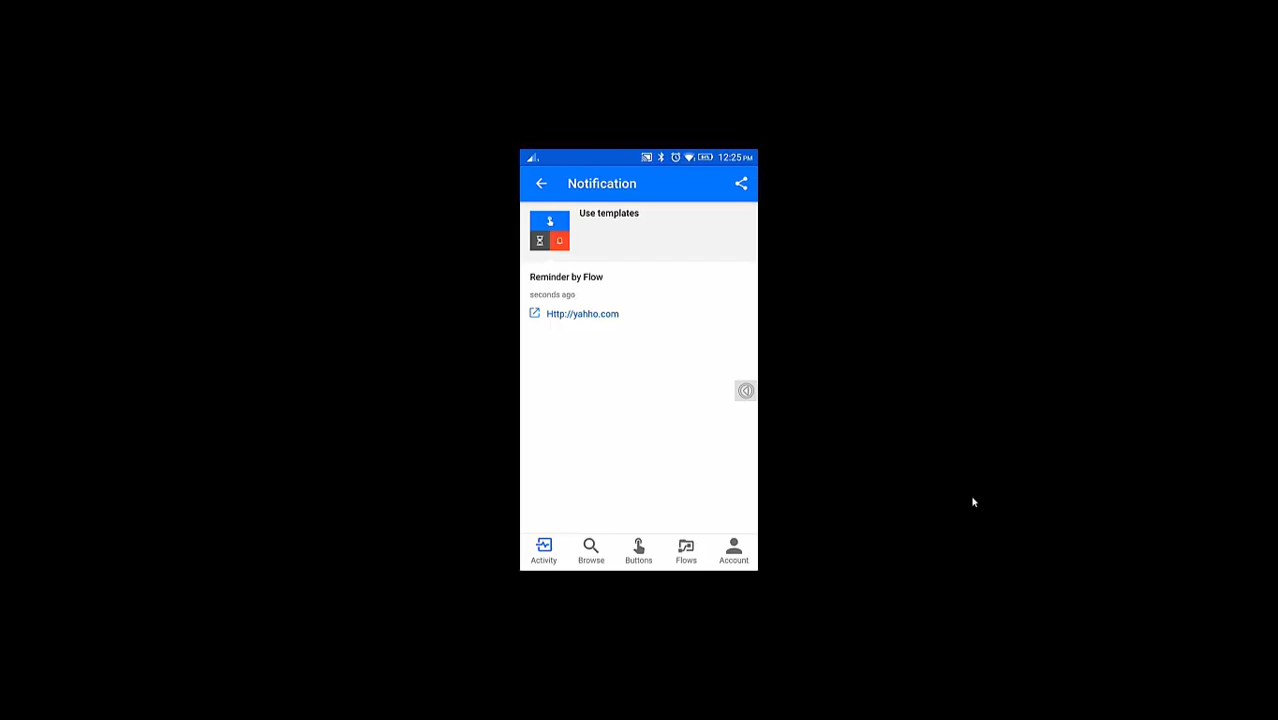 12:25 PM
Notification
Use templates
Reminder by Flow
seconds ago
Http://yahho.com
Activity Browse Buttons Flows Account